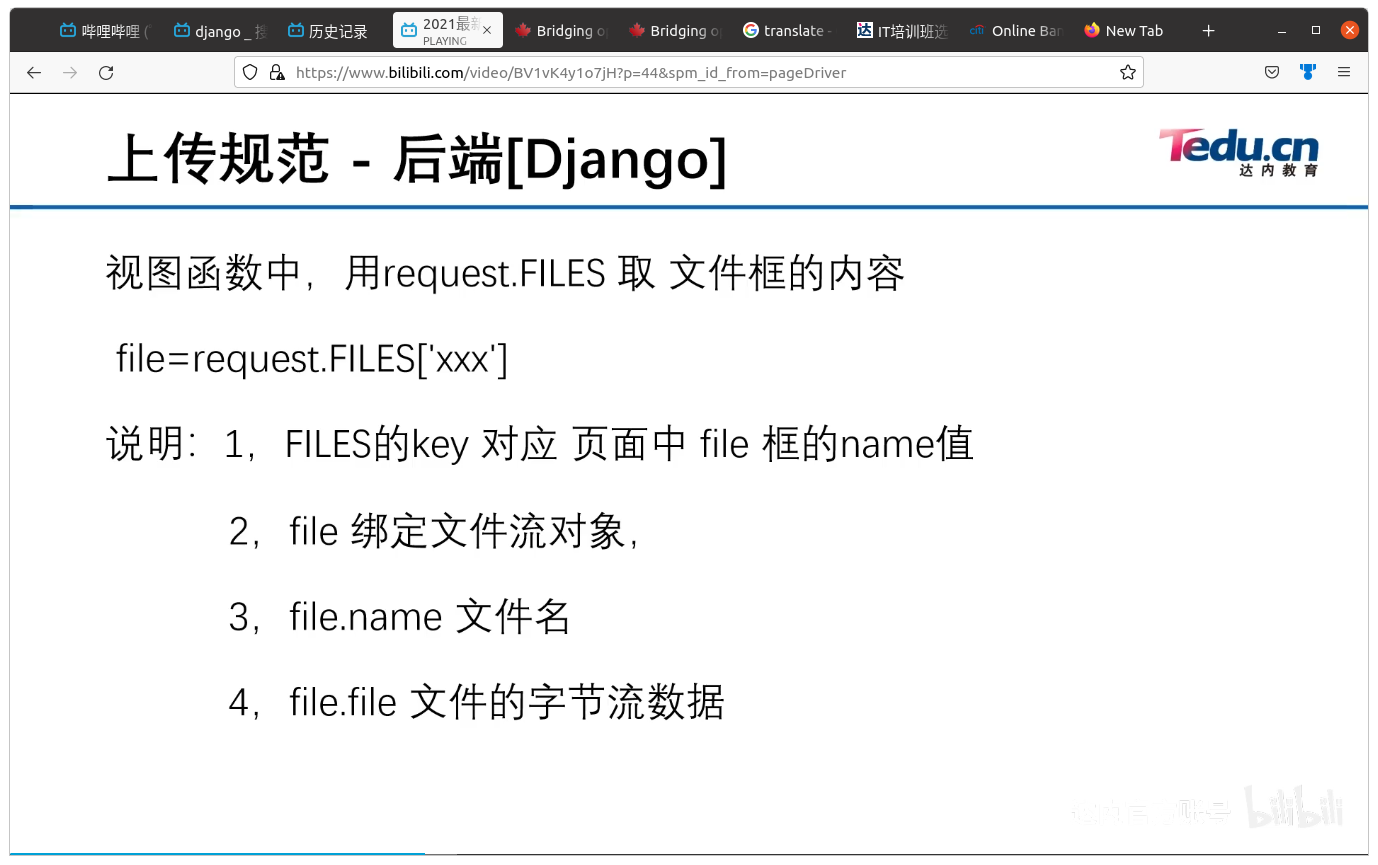 哔哩哔哩 (
django _ 搜
历史记录
2021最新
PLAYING
Bridging o
Bridging o
translate -
IT培训班选
citi
Online Ban
New Tab
https://www.bilibili.com/video/BV1vK4y1o7jH?p=44&spm_id_from=pageDriver
上传规范 - 后端[Django]
Tedu.cn
达内教育
视图函数中，用request.FILES 取 文件框的内容
file=request.FILES['xxx']
说明：1，FILES的key 对应 页面中 file 框的name值
2，file 绑定文件流对象，
3，file.name 文件名
4，file.file 文件的字节流数据
bilibili